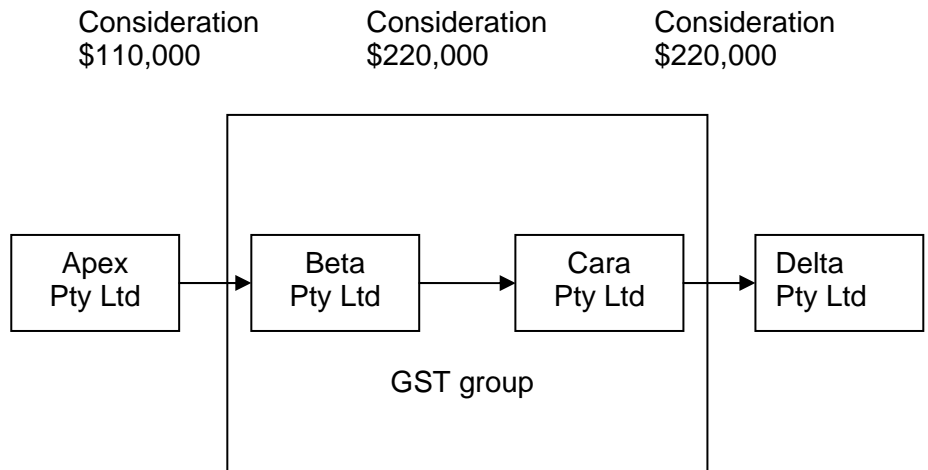 Consideration
$110,000
Consideration
$220,000
Consideration
$220,000
Apex
Pty Ltd
Beta
Pty Ltd
Cara
Pty Ltd
Delta
Pty Ltd
GST group